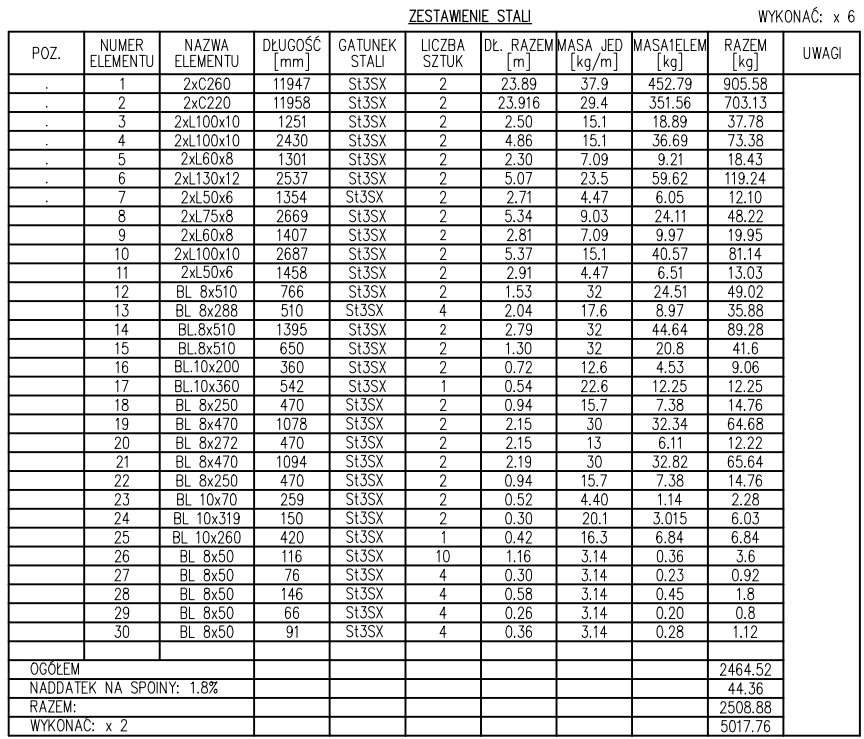 ZESTAWIENIE STALI WYKONAĆ: x 6
POZ. NUMER ELEMENTU NAZWA ELEMENTU DŁUGOŚĆ [mm] GATUNEK STALI LICZBA SZTUK DŁ. RAZEM [m] MASA JED [kg/m] MASA1ELEM [kg] RAZEM [kg] UWAGI
. 1 2xC260 11947 St3SX 2 23.89 37.9 452.79 905.58
. 2 2xC220 11958 St3SX 2 23.916 29.4 351.56 703.13
. 3 2xL100x10 1251 St3SX 2 2.50 15.1 18.89 37.78
. 4 2xL100x10 2430 St3SX 2 4.86 15.1 36.69 73.38
. 5 2xL60x8 1301 St3SX 2 2.30 7.09 9.21 18.43
. 6 2xL130x12 2537 St3SX 2 5.07 23.5 59.62 119.24
. 7 2xL50x6 1354 St3SX 2 2.71 4.47 6.05 12.10
8 2xL75x8 2669 St3SX 2 5.34 9.03 24.11 48.22
9 2xL60x8 1407 St3SX 2 2.81 7.09 9.97 19.95
10 2xL100x10 2687 St3SX 2 5.37 15.1 40.57 81.14
11 2xL50x6 1458 St3SX 2 2.91 4.47 6.51 13.03
12 BL 8x510 766 St3SX 2 1.53 32 24.51 49.02
13 BL 8x288 510 St3SX 4 2.04 17.6 8.97 35.88
14 BL.8x510 1395 St3SX 2 2.79 32 44.64 89.28
15 BL.8x510 650 St3SX 2 1.30 32 20.8 41.6
16 BL.10x200 360 St3SX 2 0.72 12.6 4.53 9.06
17 BL.10x360 542 St3SX 1 0.54 22.6 12.25 12.25
18 BL 8x250 470 St3SX 2 0.94 15.7 7.38 14.76
19 BL 8x470 1078 St3SX 2 2.15 30 32.34 64.68
20 BL 8x272 470 St3SX 2 2.15 13 6.11 12.22
21 BL 8x470 1094 St3SX 2 2.19 30 32.82 65.64
22 BL 8x250 470 St3SX 2 0.94 15.7 7.38 14.76
23 BL 10x70 259 St3SX 2 0.52 4.40 1.14 2.28
24 BL 10x319 150 St3SX 2 0.30 20.1 3.015 6.03
25 BL 10x260 420 St3SX 1 0.42 16.3 6.84 6.84
26 BL 8x50 116 St3SX 10 1.16 3.14 0.36 3.6
27 BL 8x50 76 St3SX 4 0.30 3.14 0.23 0.92
28 BL 8x50 146 St3SX 4 0.58 3.14 0.45 1.8
29 BL 8x50 66 St3SX 4 0.26 3.14 0.20 0.8
30 BL 8x50 91 St3SX 4 0.36 3.14 0.28 1.12
OGÓŁEM 2464.52
NADDATEK NA SPOINY: 1.8% 44.36
RAZEM: 2508.88
WYKONAĆ: x 2 5017.76